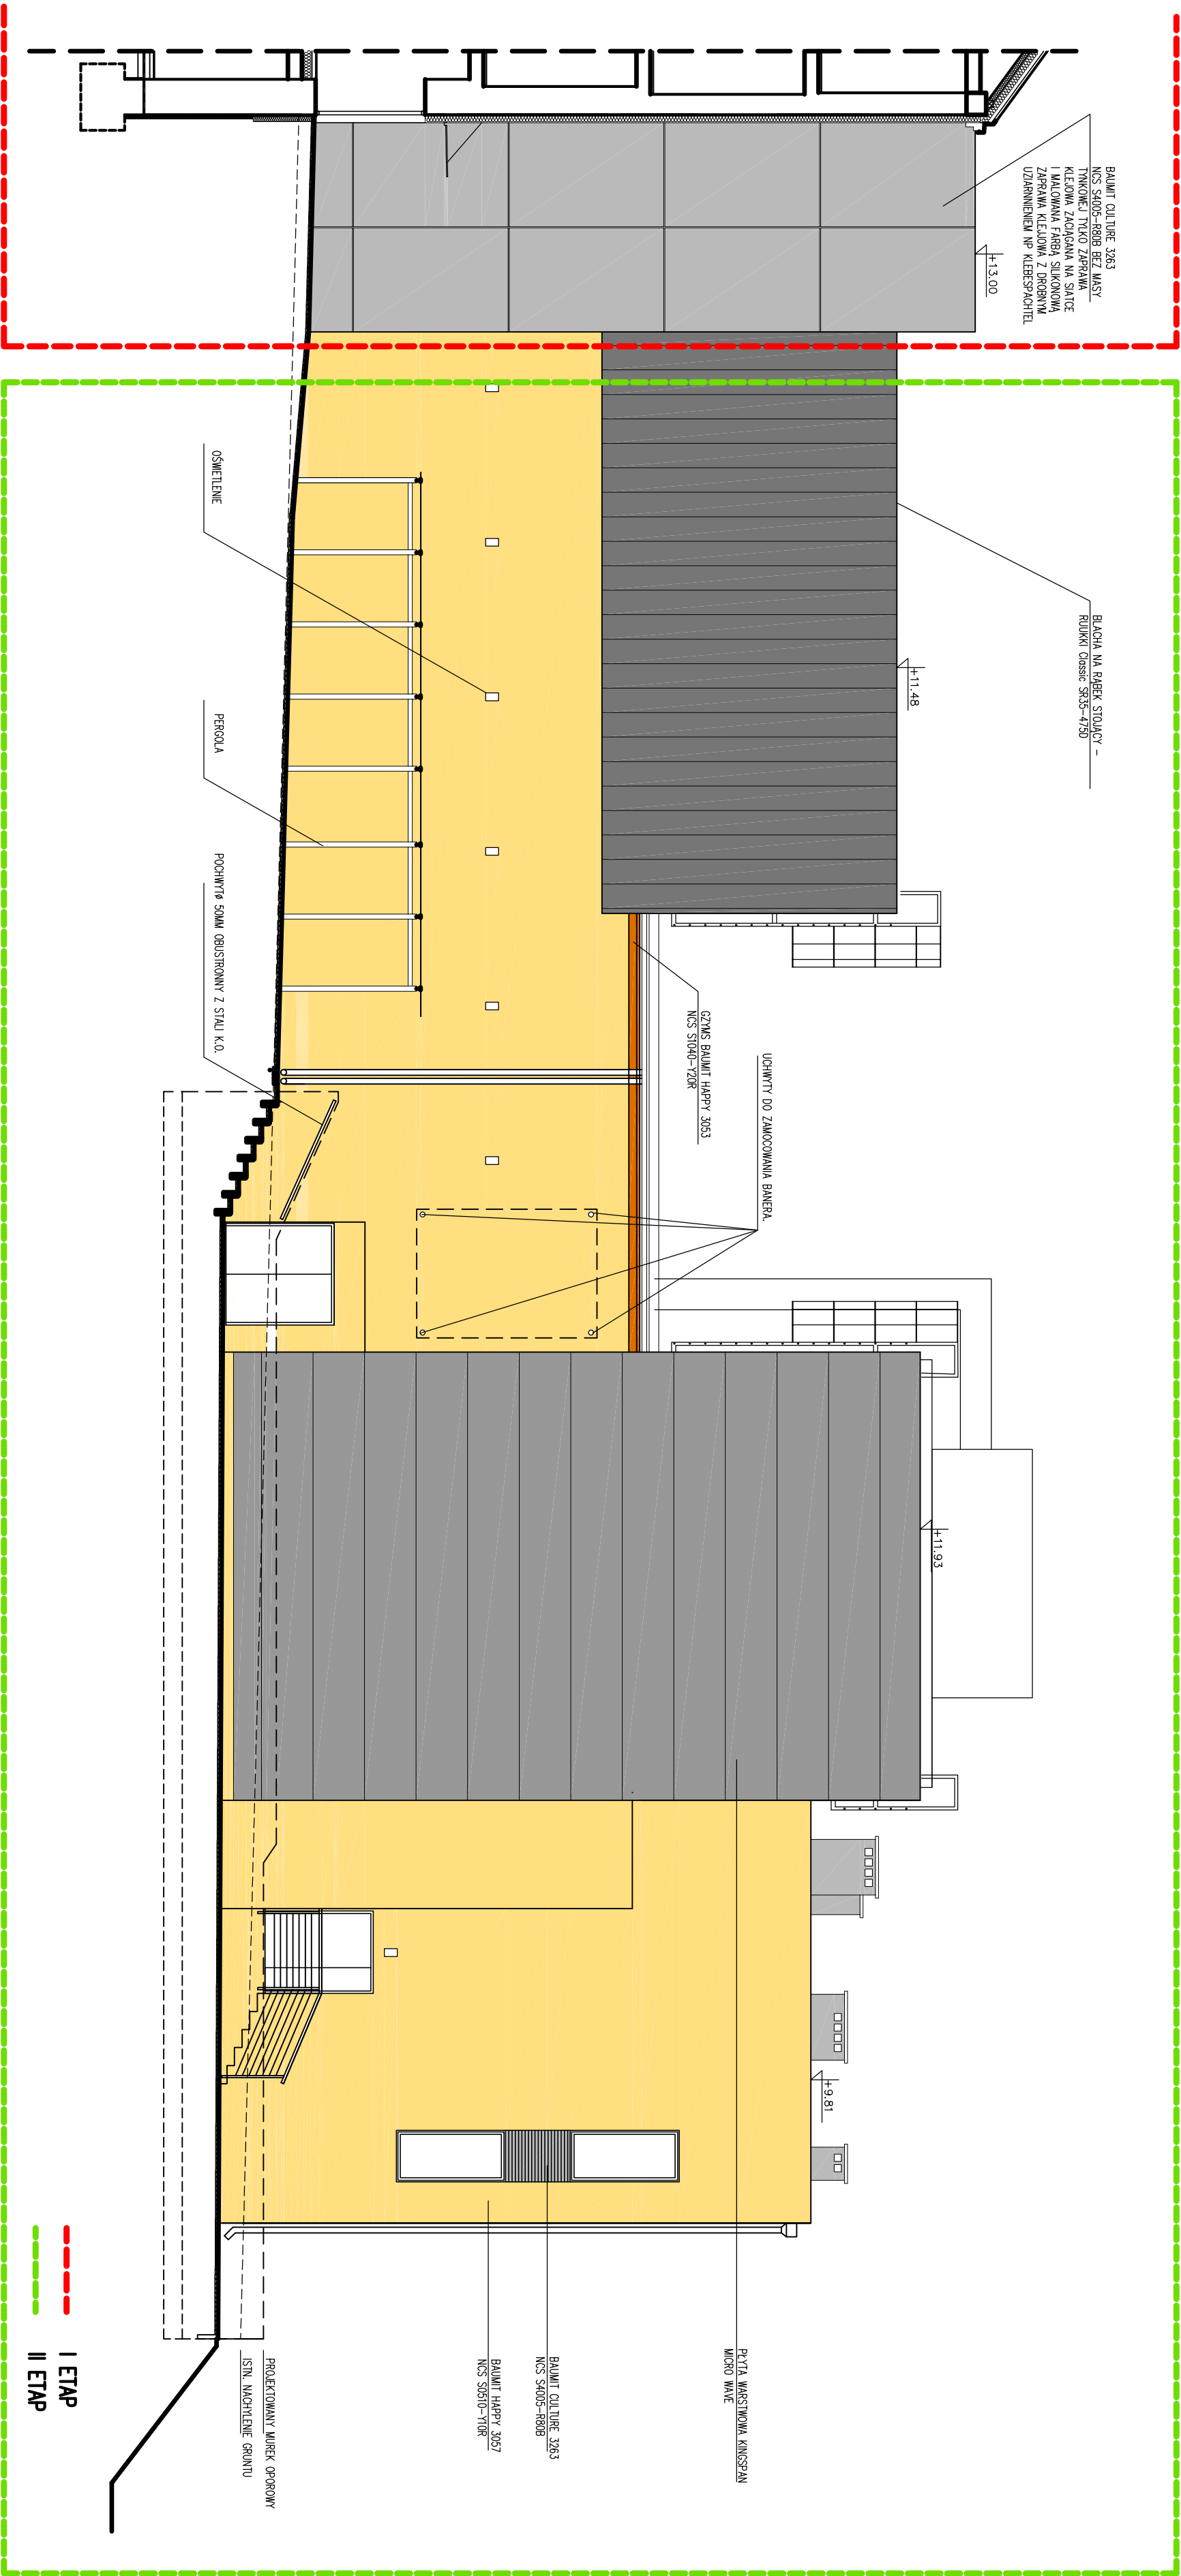 BAUMIT CULTURE 3263
NCS S4005-R80B BEZ MASY
TYNKOWEJ TYLKO ZAPRAWA
KLEJOWA ZACIĄGANA NA SIATCE
I MALOWANA FARBĄ SILIKONOWĄ
ZAPRAWA KLEJOWA Z DROBNYM
UZIARNIENIEM NP KLEBESPACHTEL
+13.00
BLACHA NA RĄBEK STOJĄCY –
RUUKKI Classic SR35-475D
+11.48
OŚWIETLENIE
PERGOLA
POCHWYTØ 50MM OBUSTRONNY Z STALI K.O.
GZYMS BAUMIT HAPPY 3053
NCS S1040-Y20R
UCHWYTY DO ZAMOCOWANIA BANERA.
+11.93
+9.81
PŁYTA WARSTWOWA KINGSPAN
MICRO WAVE
BAUMIT CULTURE 3263
NCS S4005-R80B
BAUMIT HAPPY 3057
NCS S0510-Y10R
PROJEKTOWANY MUREK OPOROWY
ISTN. NACHYLENIE GRUNTU
I ETAP
II ETAP